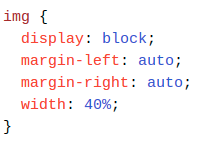 img {
  display: block;
  margin-left: auto;
  margin-right: auto;
  width: 40%;
}